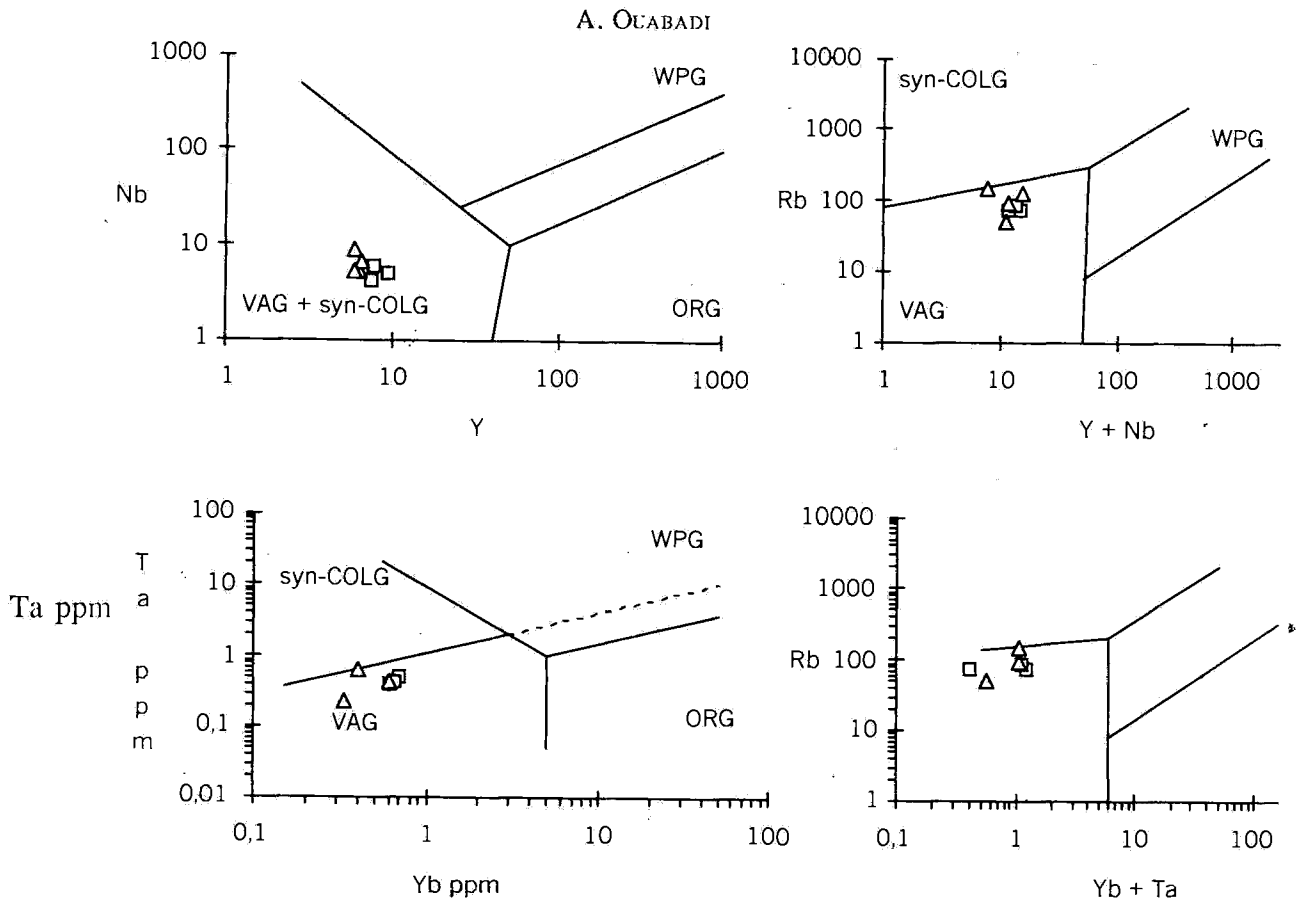 A. OUABADI
1000
100
Nb
10
1
WPG
VAG + syn-COLG
ORG
1
10
100
1000
Y
10000
1000
Rb 100
10
1
syn-COLG
WPG
VAG
1
10
100
1000
Y + Nb
100
10
1
0,1
0,01
Ta ppm
T
a
p
p
m
syn-COLG
WPG
VAG
ORG
0,1
1
10
100
Yb ppm
10000
1000
Rb 100
10
1
0,1
1
10
100
Yb + Ta